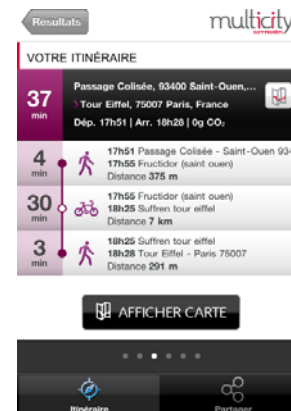 Résultats
multicity
CITROËN
VOTRE ITINÉRAIRE
37
min
Passage Colisée, 93400 Saint-Ouen,...
Tour Eiffel, 75007 Paris, France
Dép. 17h51 | Arr. 18h28 | 0g CO₂
4
min
17h51 Passage Colisée - Saint-Ouen 934
17h55 Fructidor (saint ouen)
Distance 375 m
30
min
17h55 Fructidor (saint ouen)
18h25 Suffren tour eiffel
Distance 7 km
3
min
18h25 Suffren tour eiffel
18h28 Tour Eiffel - Paris 75007
Distance 291 m
AFFICHER CARTE
Itinéraire
Partager